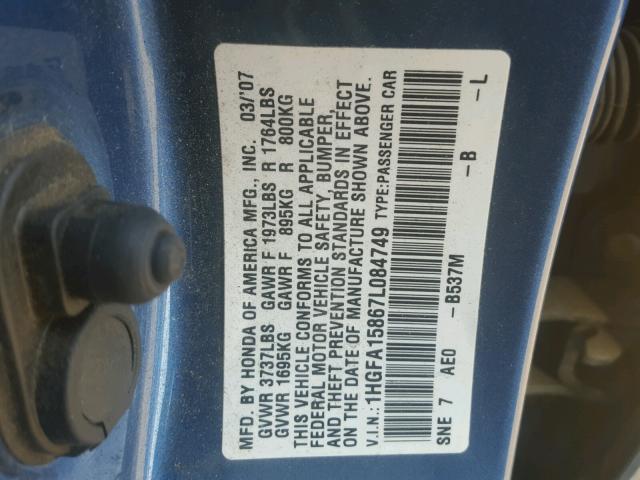 MFD. BY HONDA OF AMERICA MFG., INC. 03/'07
GVWR 3737LBS GAWR F 1973LBS R 1764LBS
GVWR 1695KG GAWR F 895KG R 800KG
THIS VEHICLE CONFORMS TO ALL APPLICABLE
FEDERAL MOTOR VEHICLE SAFETY, BUMPER,
AND THEFT PREVENTION STANDARDS IN EFFECT
ON THE DATE OF MANUFACTURE SHOWN ABOVE.
V.I.N.:1HGFA15867L084749 TYPE:PASSENGER CAR
SNE 7 AE0 -B537M -B -L